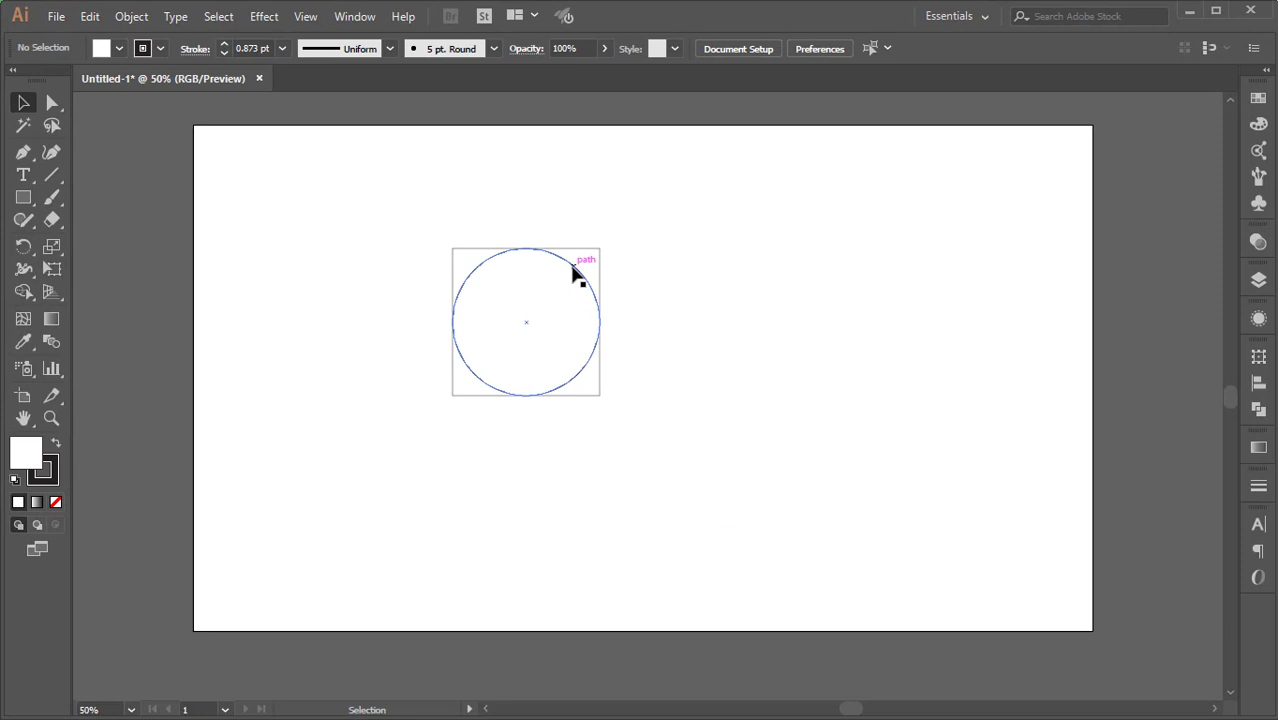 Ai File Edit Object Type Select Effect View Window Help Br St Essentials Search Adobe Stock
No Selection Stroke: 0.873 pt Uniform 5 pt. Round Opacity: 100% Style: Document Setup Preferences
Untitled-1* @ 50% (RGB/Preview) ×
path
50% 1 Selection